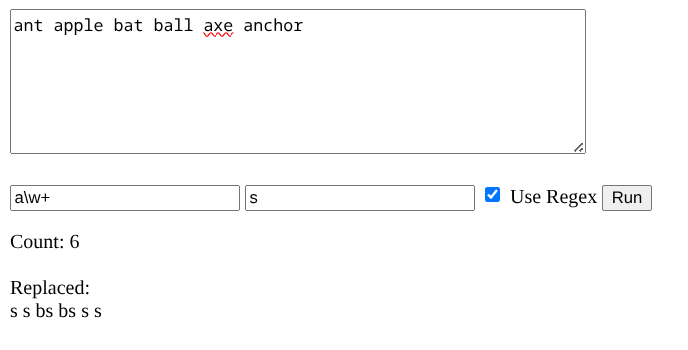 ant apple bat ball axe anchor
a\w+ s Use Regex Run
Count: 6
Replaced:
s s bs bs s s